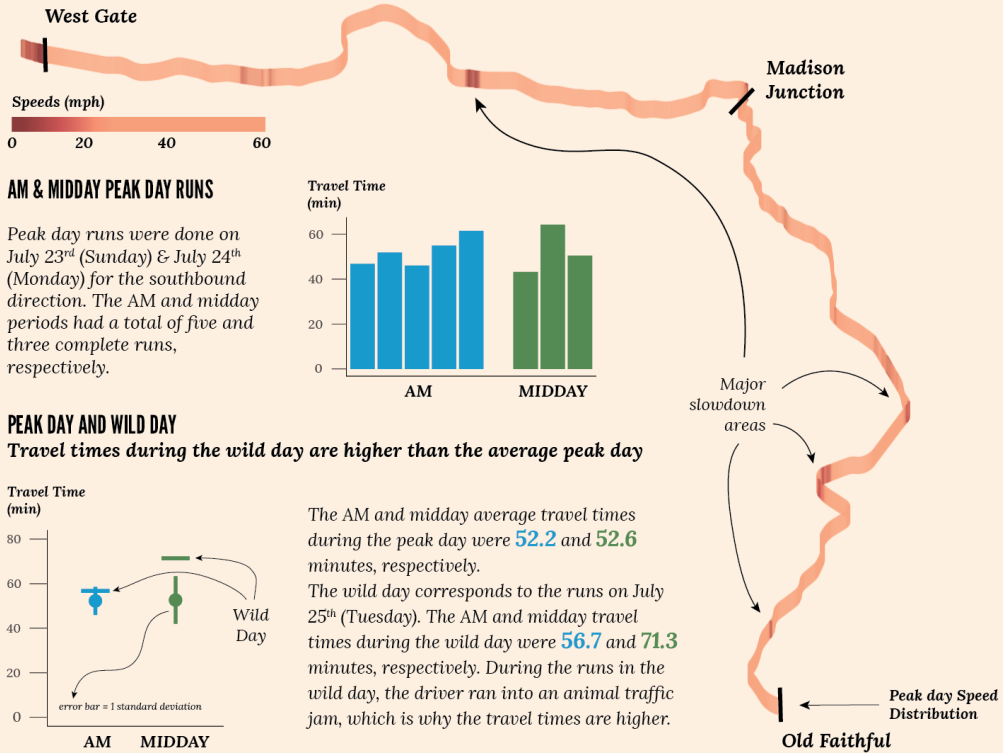 West Gate
Madison
Junction
Speeds (mph)
0 20 40 60
AM & MIDDAY PEAK DAY RUNS
Peak day runs were done on
July 23rd (Sunday) & July 24th
(Monday) for the southbound
direction. The AM and midday
periods had a total of five and
three complete runs,
respectively.
Travel Time
(min)
60
40
20
0
AM MIDDAY
Major
slowdown
areas
PEAK DAY AND WILD DAY
Travel times during the wild day are higher than the average peak day
Travel Time
(min)
80
60
40
20
0
Wild
Day
error bar = 1 standard deviation
AM MIDDAY
The AM and midday average travel times
during the peak day were 52.2 and 52.6
minutes, respectively.
The wild day corresponds to the runs on July
25th (Tuesday). The AM and midday travel
times during the wild day were 56.7 and 71.3
minutes, respectively. During the runs in the
wild day, the driver ran into an animal traffic
jam, which is why the travel times are higher.
Peak day Speed
Distribution
Old Faithful